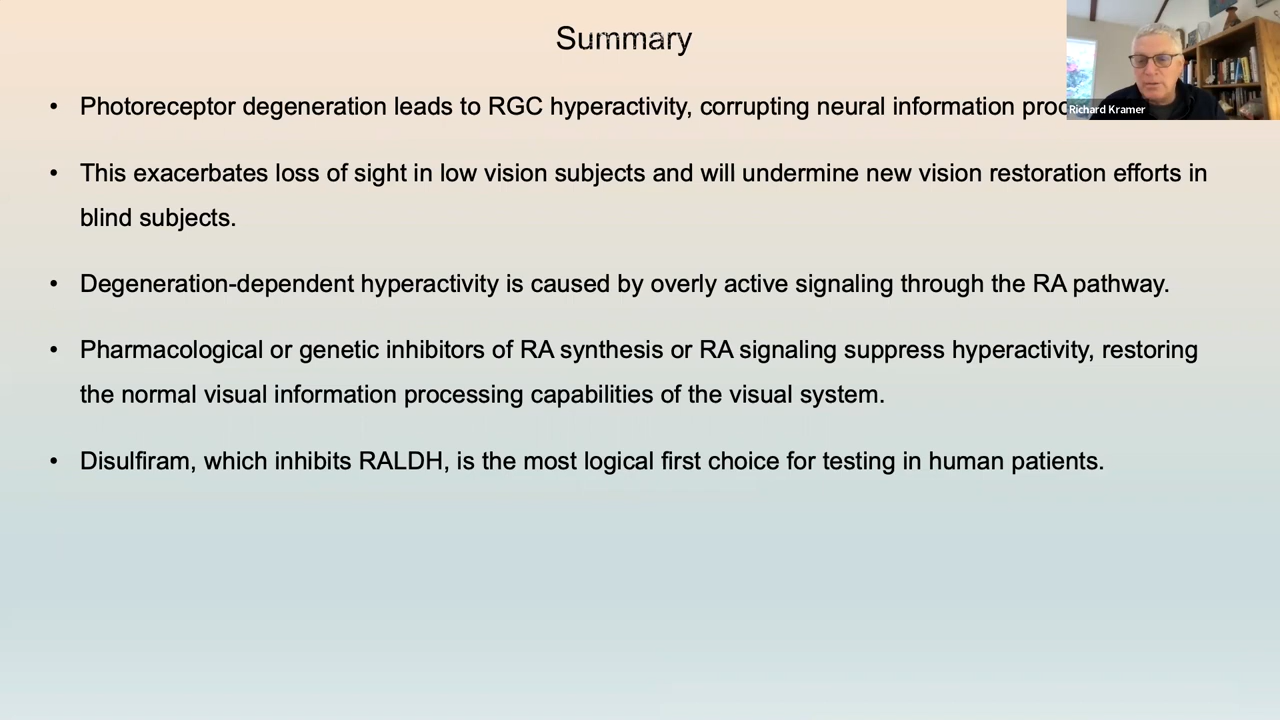 Summary
• Photoreceptor degeneration leads to RGC hyperactivity, corrupting neural information
Richard Kramer
• This exacerbates loss of sight in low vision subjects and will undermine new vision restoration efforts in
blind subjects.
• Degeneration-dependent hyperactivity is caused by overly active signaling through the RA pathway.
• Pharmacological or genetic inhibitors of RA synthesis or RA signaling suppress hyperactivity, restoring
the normal visual information processing capabilities of the visual system.
• Disulfiram, which inhibits RALDH, is the most logical first choice for testing in human patients.